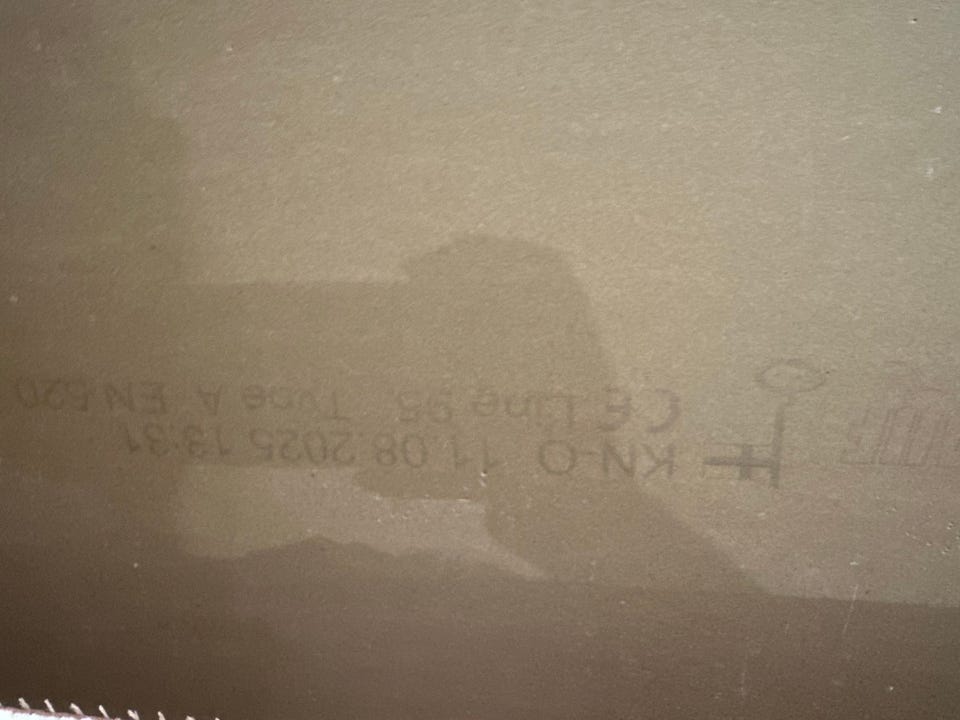 KN-O 11.08.2025 13:31
CE Line 95 Type A EN 520